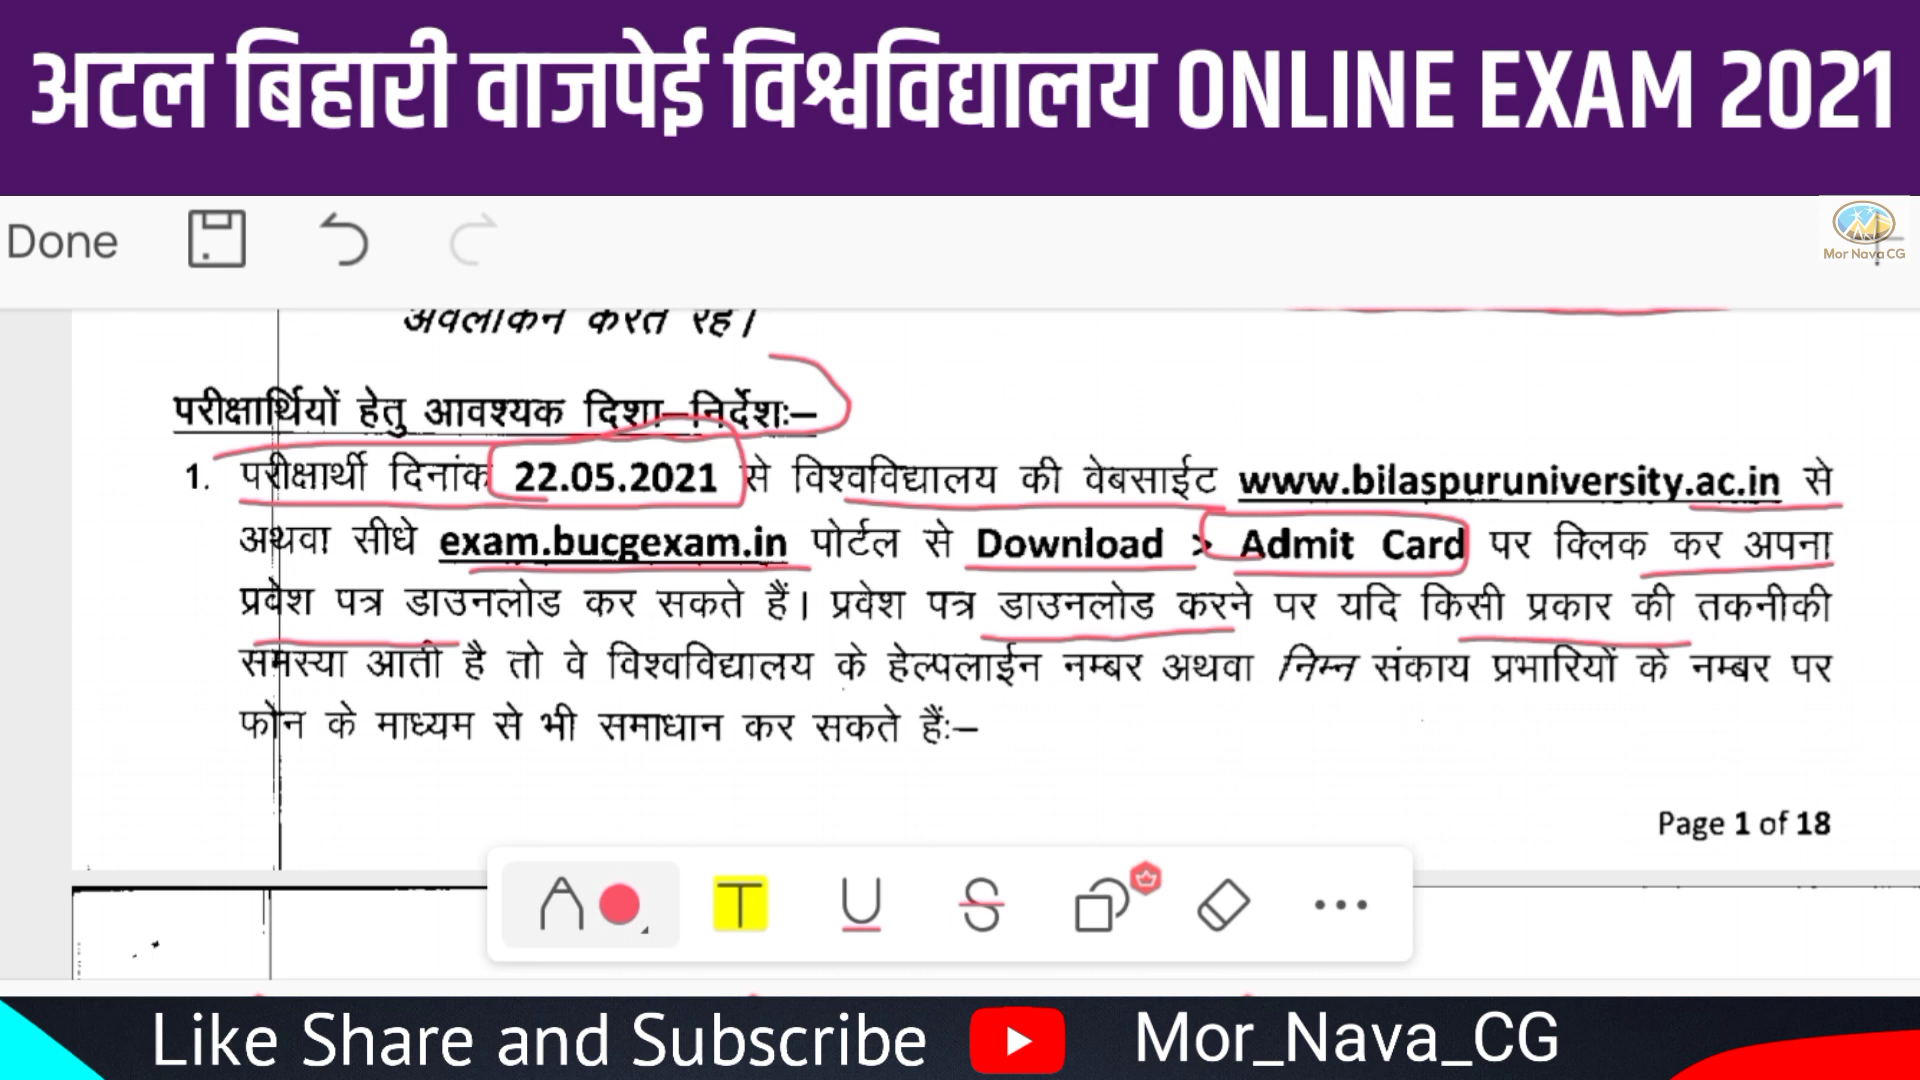 अटल बिहारी वाजपेई विश्वविद्यालय ONLINE EXAM 2021
Done
Mor Nava CG
अवलोकन करते रहें।
परीक्षार्थियों हेतु आवश्यक दिशा–निर्देशः–
1. परीक्षार्थी दिनांक 22.05.2021 से विश्वविद्यालय की वेबसाईट www.bilaspuruniversity.ac.in से
अथवा सीधे exam.bucgexam.in पोर्टल से Download > Admit Card पर क्लिक कर अपना
प्रवेश पत्र डाउनलोड कर सकते हैं। प्रवेश पत्र डाउनलोड करने पर यदि किसी प्रकार की तकनीकी
समस्या आती है तो वे विश्वविद्यालय के हेल्पलाईन नम्बर अथवा निम्न संकाय प्रभारियों के नम्बर पर
फोन के माध्यम से भी समाधान कर सकते हैंः–
Page 1 of 18
T U S
Like Share and Subscribe Mor_Nava_CG